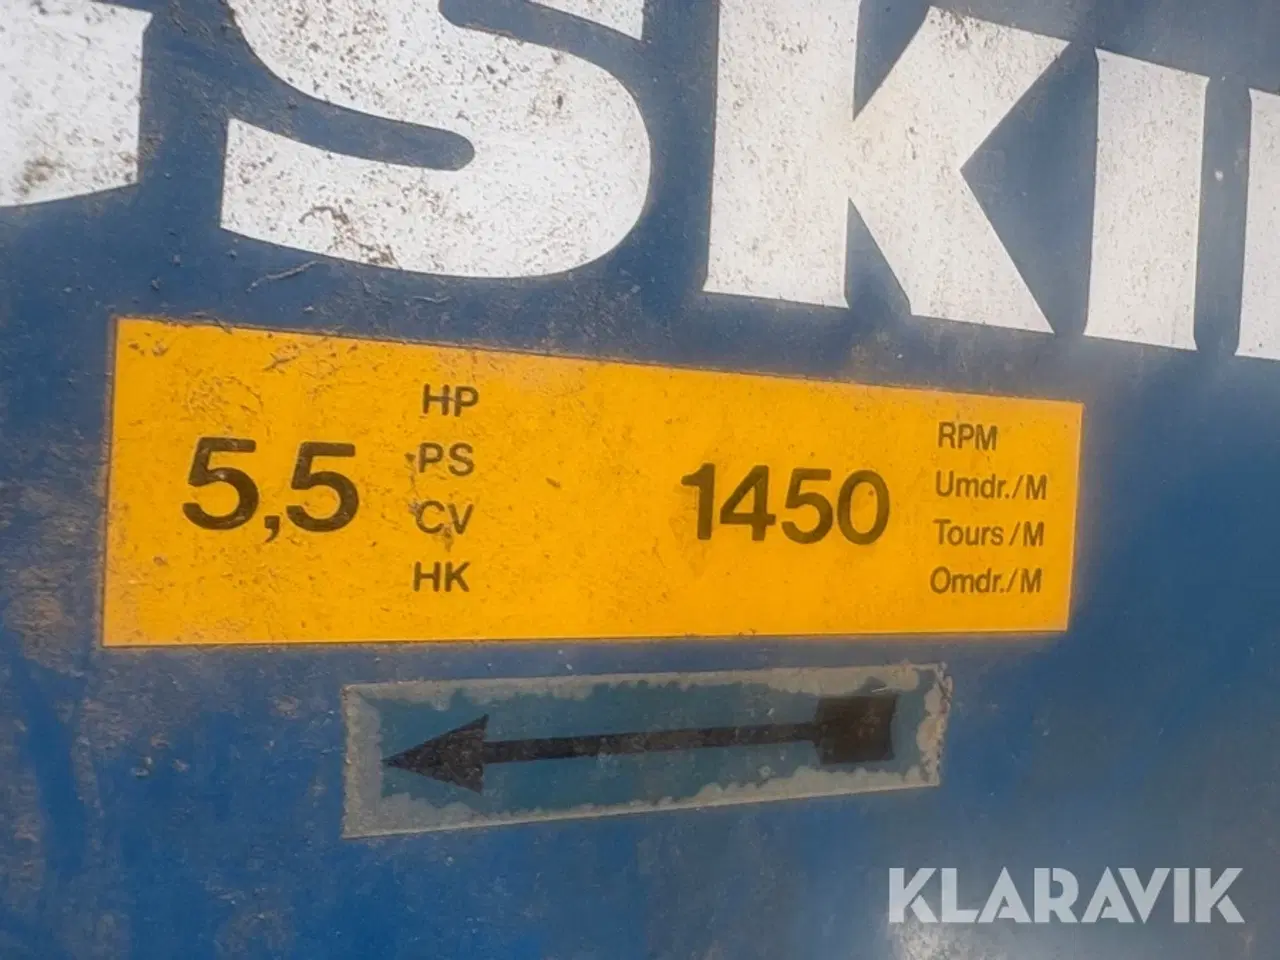 SKI
5,5
HP
PS
CV
HK
1450
RPM
Umdr./M
Tours/M
Omdr./M
KLARAVIK